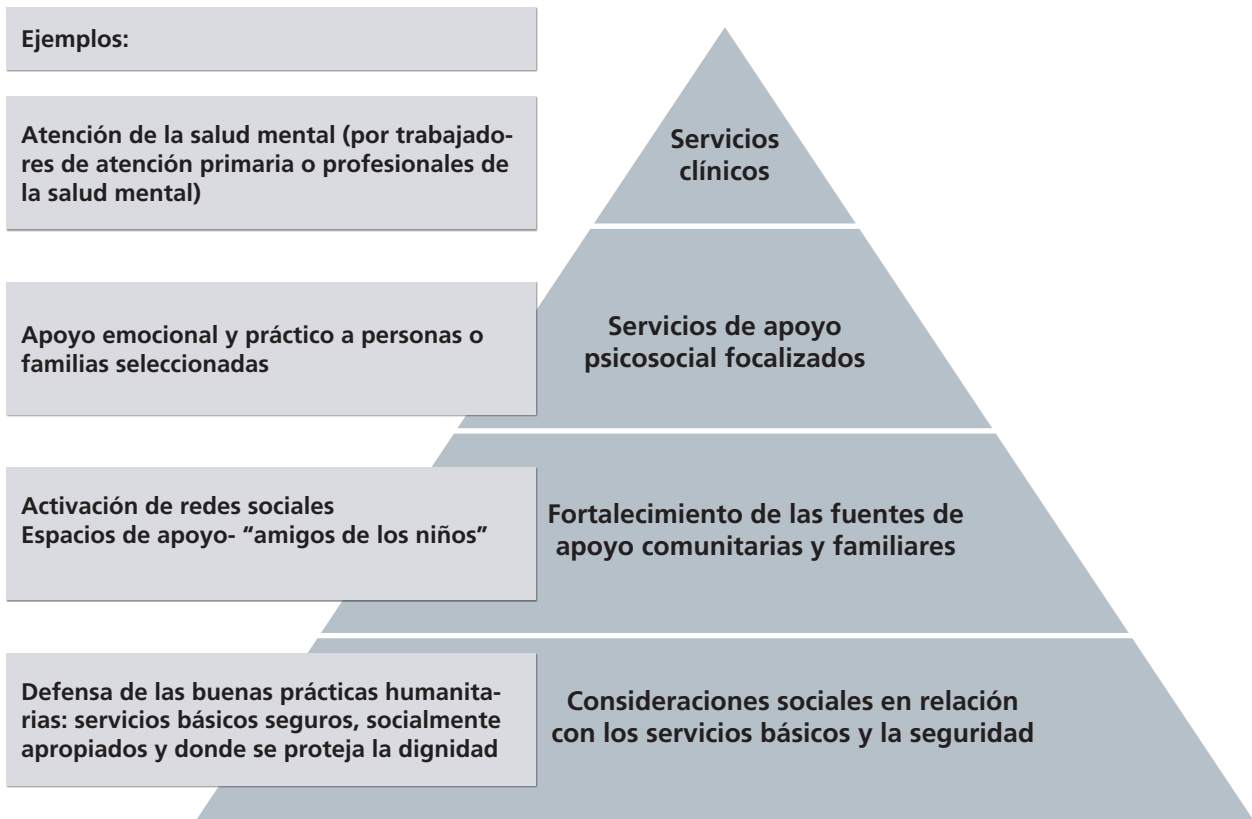 Ejemplos:
Atención de la salud mental (por trabajado-
res de atención primaria o profesionales de
la salud mental)
Servicios
clínicos
Apoyo emocional y práctico a personas o
familias seleccionadas
Servicios de apoyo
psicosocial focalizados
Activación de redes sociales
Espacios de apoyo- “amigos de los niños”
Fortalecimiento de las fuentes de
apoyo comunitarias y familiares
Defensa de las buenas prácticas humanita-
rias: servicios básicos seguros, socialmente
apropiados y donde se proteja la dignidad
Consideraciones sociales en relación
con los servicios básicos y la seguridad